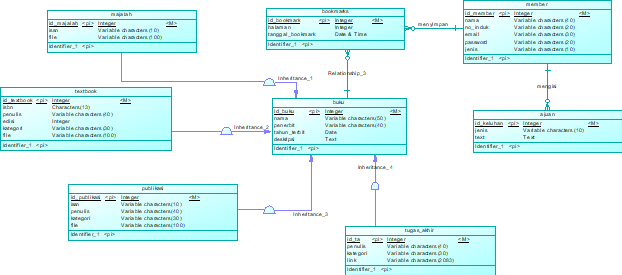 majalah
id_majalah <pi> Integer <M>
issn Variable characters (10)
file Variable characters (100)
Identifier_1 <pi>
bookmarks
id_bookmark <pi> Integer <M>
halaman Integer
tanggal_bookmark Date & Time
Identifier_1 <pi>
menyimpan
member
id_member <pi> Integer <M>
nama Variable characters (10)
no_induk Variable characters (20)
email Variable characters (30)
password Variable characters (20)
jenis Variable characters (10)
Identifier_1 <pi>
Inheritance_1
Relationship_3
mengisi
textbook
id_textbook <pi> Integer <M>
isbn Characters (13)
penulis Variable characters (40)
edisi Integer
kategori Variable characters (30)
file Variable characters (100)
Identifier_1 <pi>
Inheritance_2
buku
id_buku <pi> Integer <M>
nama Variable characters (50)
penerbit Variable characters (40)
tahun_terbit Date
deskripsi Text
Identifier_1 <pi>
ajuan
id_keluhan <pi> Integer <M>
jenis Variable characters (10)
text Text
Identifier_1 <pi>
Inheritance_4
publikasi
id_publikasi <pi> Integer <M>
issn Variable characters (10)
penulis Variable characters (40)
kategori Variable characters (30)
file Variable characters (100)
Identifier_1 <pi>
Inheritance_3
tugas_akhir
id_ta <pi> Integer <M>
penulis Variable characters (40)
kategori Variable characters (30)
link Variable characters (2083)
Identifier_1 <pi>